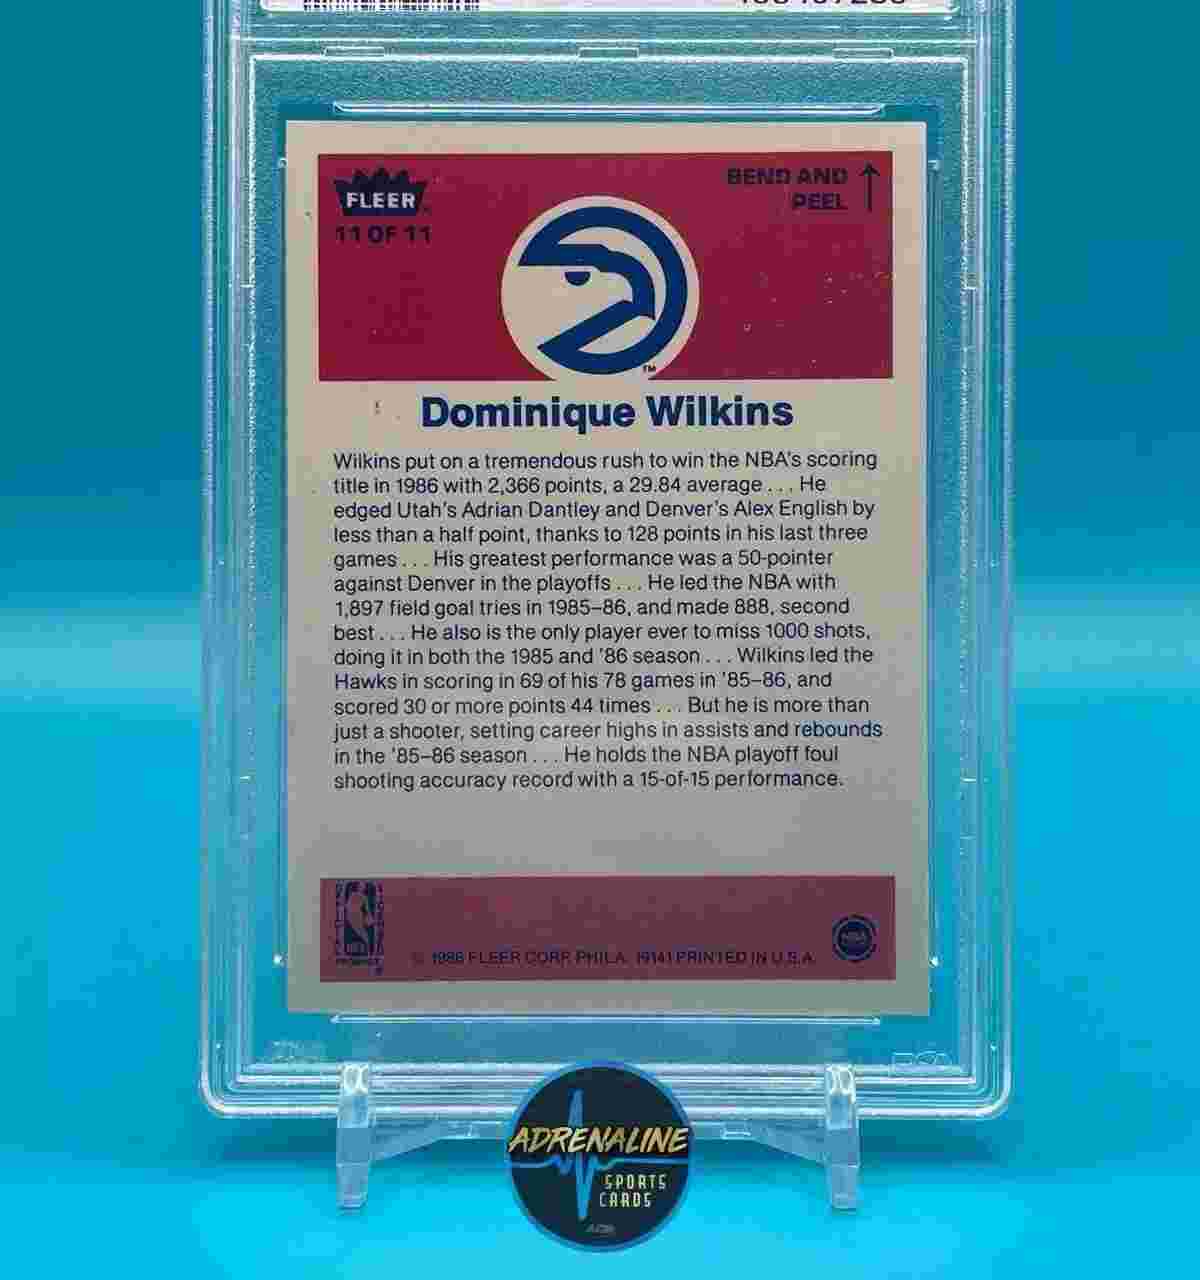 FLEER
11 OF 11
BEND AND
PEEL
TM
Dominique Wilkins
Wilkins put on a tremendous rush to win the NBA's scoring
title in 1986 with 2,366 points, a 29.84 average . . . He
edged Utah's Adrian Dantley and Denver's Alex English by
less than a half point, thanks to 128 points in his last three
games . . . His greatest performance was a 50-pointer
against Denver in the playoffs . . . He led the NBA with
1,897 field goal tries in 1985–86, and made 888, second
best . . . He also is the only player ever to miss 1000 shots,
doing it in both the 1985 and '86 season . . . Wilkins led the
Hawks in scoring in 69 of his 78 games in '85–86, and
scored 30 or more points 44 times . . . But he is more than
just a shooter, setting career highs in assists and rebounds
in the '85–86 season . . . He holds the NBA playoff foul
shooting accuracy record with a 15-of-15 performance.
© 1986 FLEER CORP. PHILA. 19141 PRINTED IN U.S.A.
NBA
PSA
ADRENALINE
SPORTS
CARDS